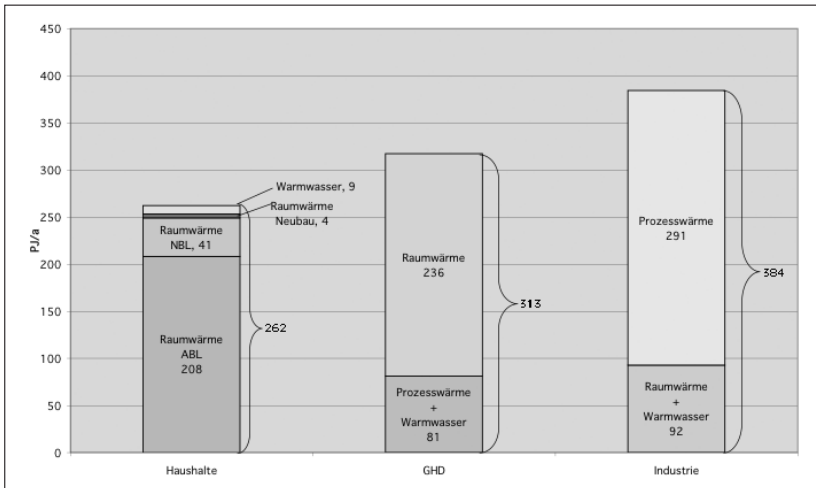 450
400
350
300
250
200
150
100
50
0
PJ/a
Warmwasser, 9
Raumwärme
Neubau, 4
Raumwärme
NBL, 41
Raumwärme
ABL
208
262
Raumwärme
236
Prozesswärme
+
Warmwasser
81
313
Prozesswärme
291
Raumwärme
+
Warmwasser
92
384
Haushalte
GHD
Industrie